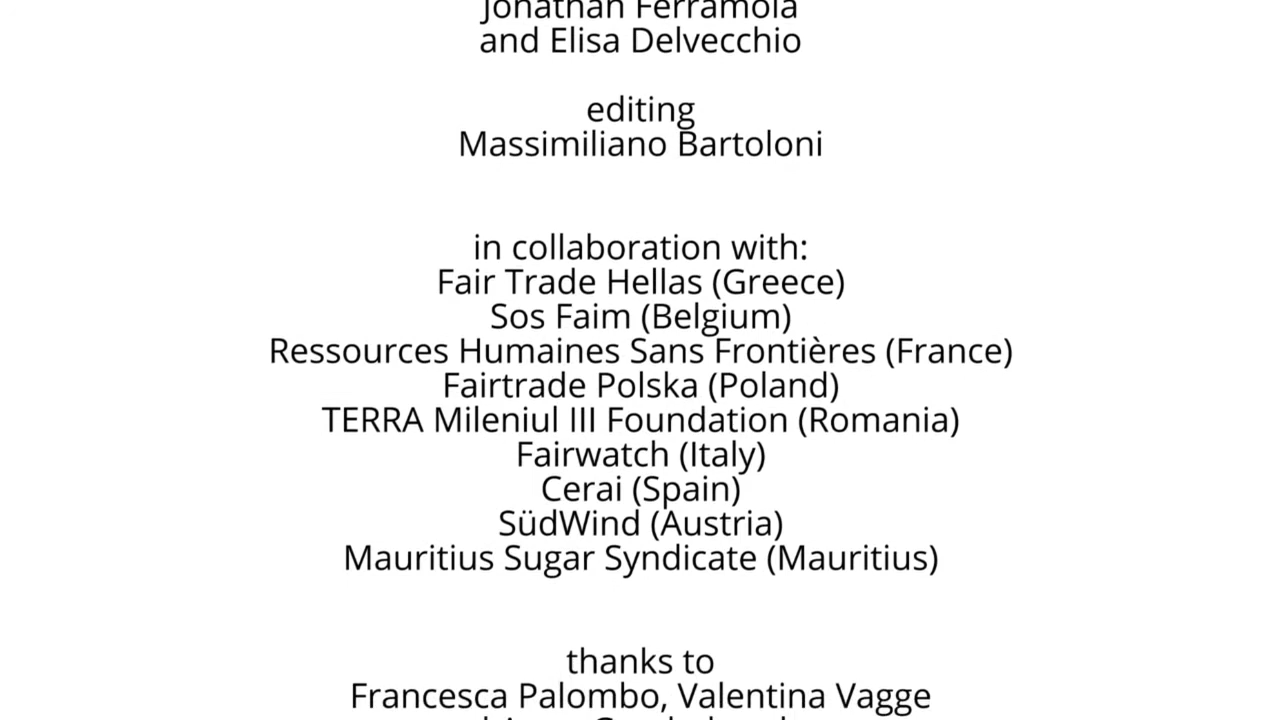 Jonathan Ferramola
and Elisa Delvecchio
editing
Massimiliano Bartoloni
in collaboration with:
Fair Trade Hellas (Greece)
Sos Faim (Belgium)
Ressources Humaines Sans Frontières (France)
Fairtrade Polska (Poland)
TERRA Mileniul III Foundation (Romania)
Fairwatch (Italy)
Cerai (Spain)
SüdWind (Austria)
Mauritius Sugar Syndicate (Mauritius)
thanks to
Francesca Palombo, Valentina Vagge